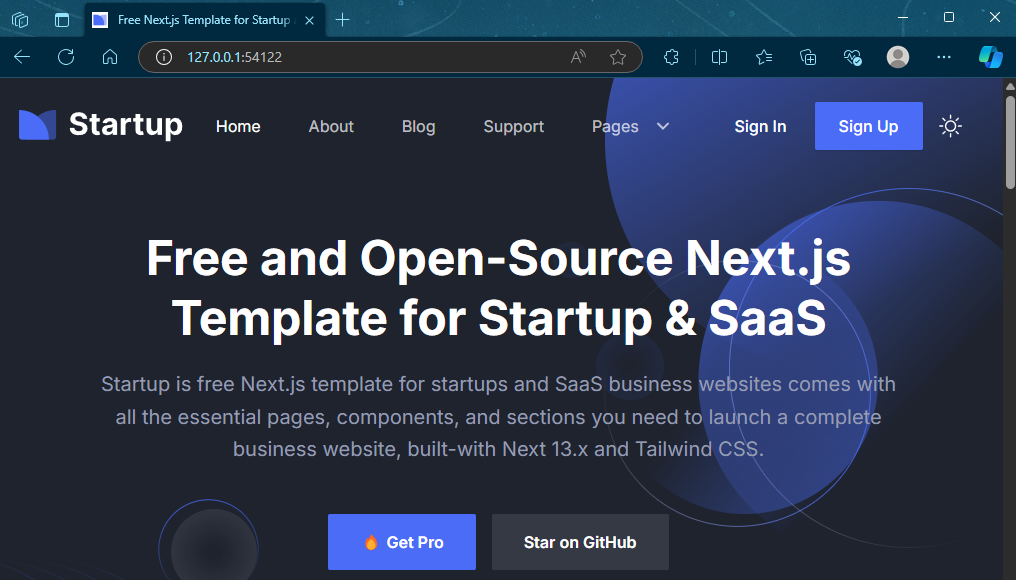 Free Next.js Template for Startup
127.0.0.1:54122
Startup Home About Blog Support Pages Sign In Sign Up
Free and Open-Source Next.js
Template for Startup & SaaS
Startup is free Next.js template for startups and SaaS business websites comes with
all the essential pages, components, and sections you need to launch a complete
business website, built-with Next 13.x and Tailwind CSS.
🔥 Get Pro Star on GitHub